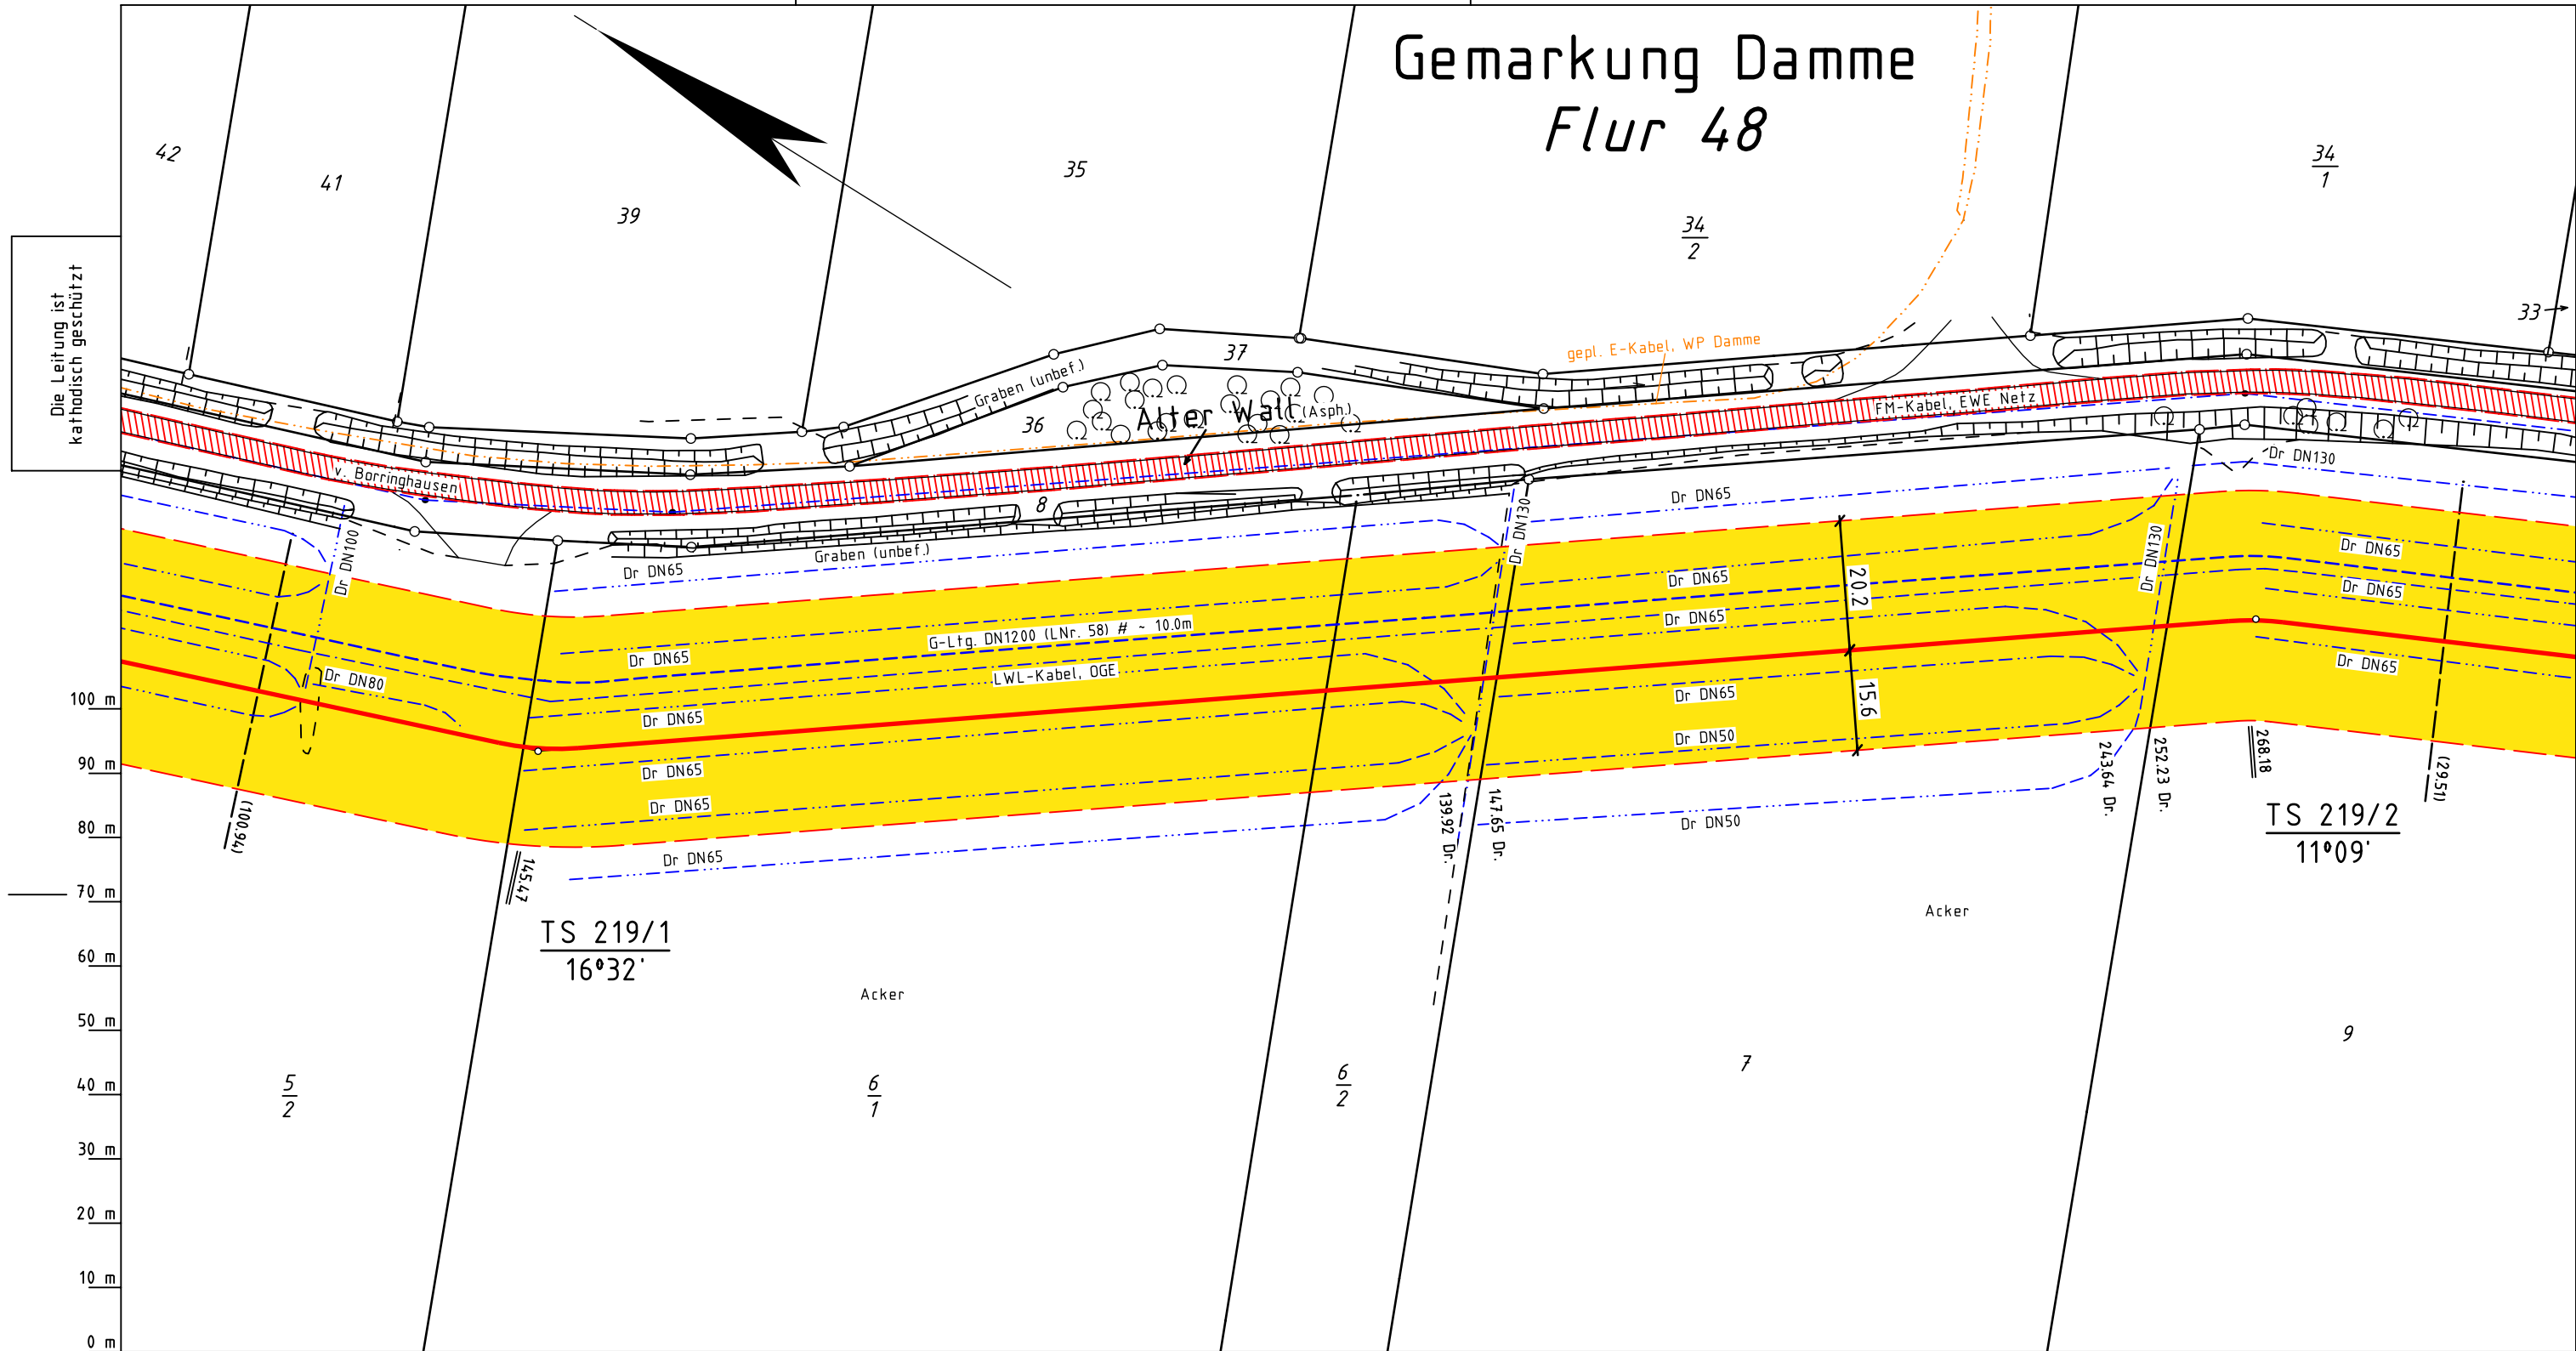 Gemarkung Damme
Flur 48
42
41
39
35
34
2
34
1
33
Die Leitung ist
kathodisch geschützt
37
36
Graben (unbef.)
gepl. E-Kabel, WP Damme
Alter Wall (Asph.)
FM-Kabel, EWE Netz
v. Borringhausen
8
Graben (unbef.)
Dr DN130
Dr DN65
Dr DN130
Dr DN100
Dr DN65
Dr DN130
Dr DN65
Dr DN65
20.2
Dr DN65
Dr DN65
G-Ltg. DN1200 (LNr. 58) # ~ 10.0m
Dr DN65
LWL-Kabel, OGE
Dr DN80
Dr DN65
Dr DN65
15.6
Dr DN65
Dr DN50
Dr DN65
Dr DN65
Dr DN50
Dr DN65
(100.94)
145.47
139.92 Dr.
147.65 Dr.
243.64 Dr.
252.23 Dr.
268.18
(29.51)
TS 219/1
16°32'
TS 219/2
11°09'
Acker
Acker
5
2
6
1
6
2
7
9
100 m
90 m
80 m
70 m
60 m
50 m
40 m
30 m
20 m
10 m
0 m